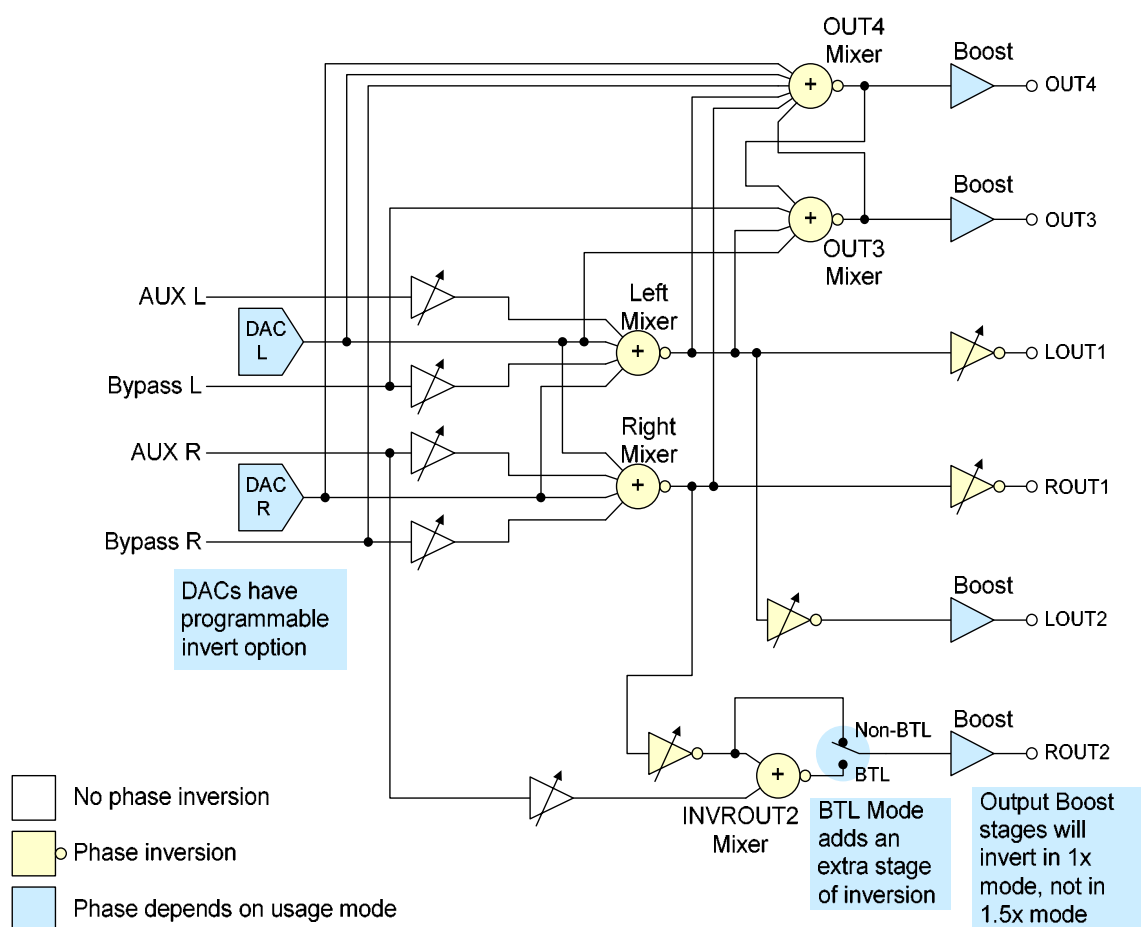 OUT4
Mixer
Boost
+
OUT4
Boost
+
OUT3
OUT3
Mixer
AUX L
Left
Mixer
DAC
L
+
LOUT1
Bypass L
AUX R
Right
Mixer
DAC
R
+
ROUT1
Bypass R
DACs have
programmable
invert option
Boost
LOUT2
Boost
Non-BTL
ROUT2
+
BTL
INVROUT2
Mixer
BTL Mode
adds an
extra stage
of inversion
Output Boost
stages will
invert in 1x
mode, not in
1.5x mode
No phase inversion
Phase inversion
Phase depends on usage mode